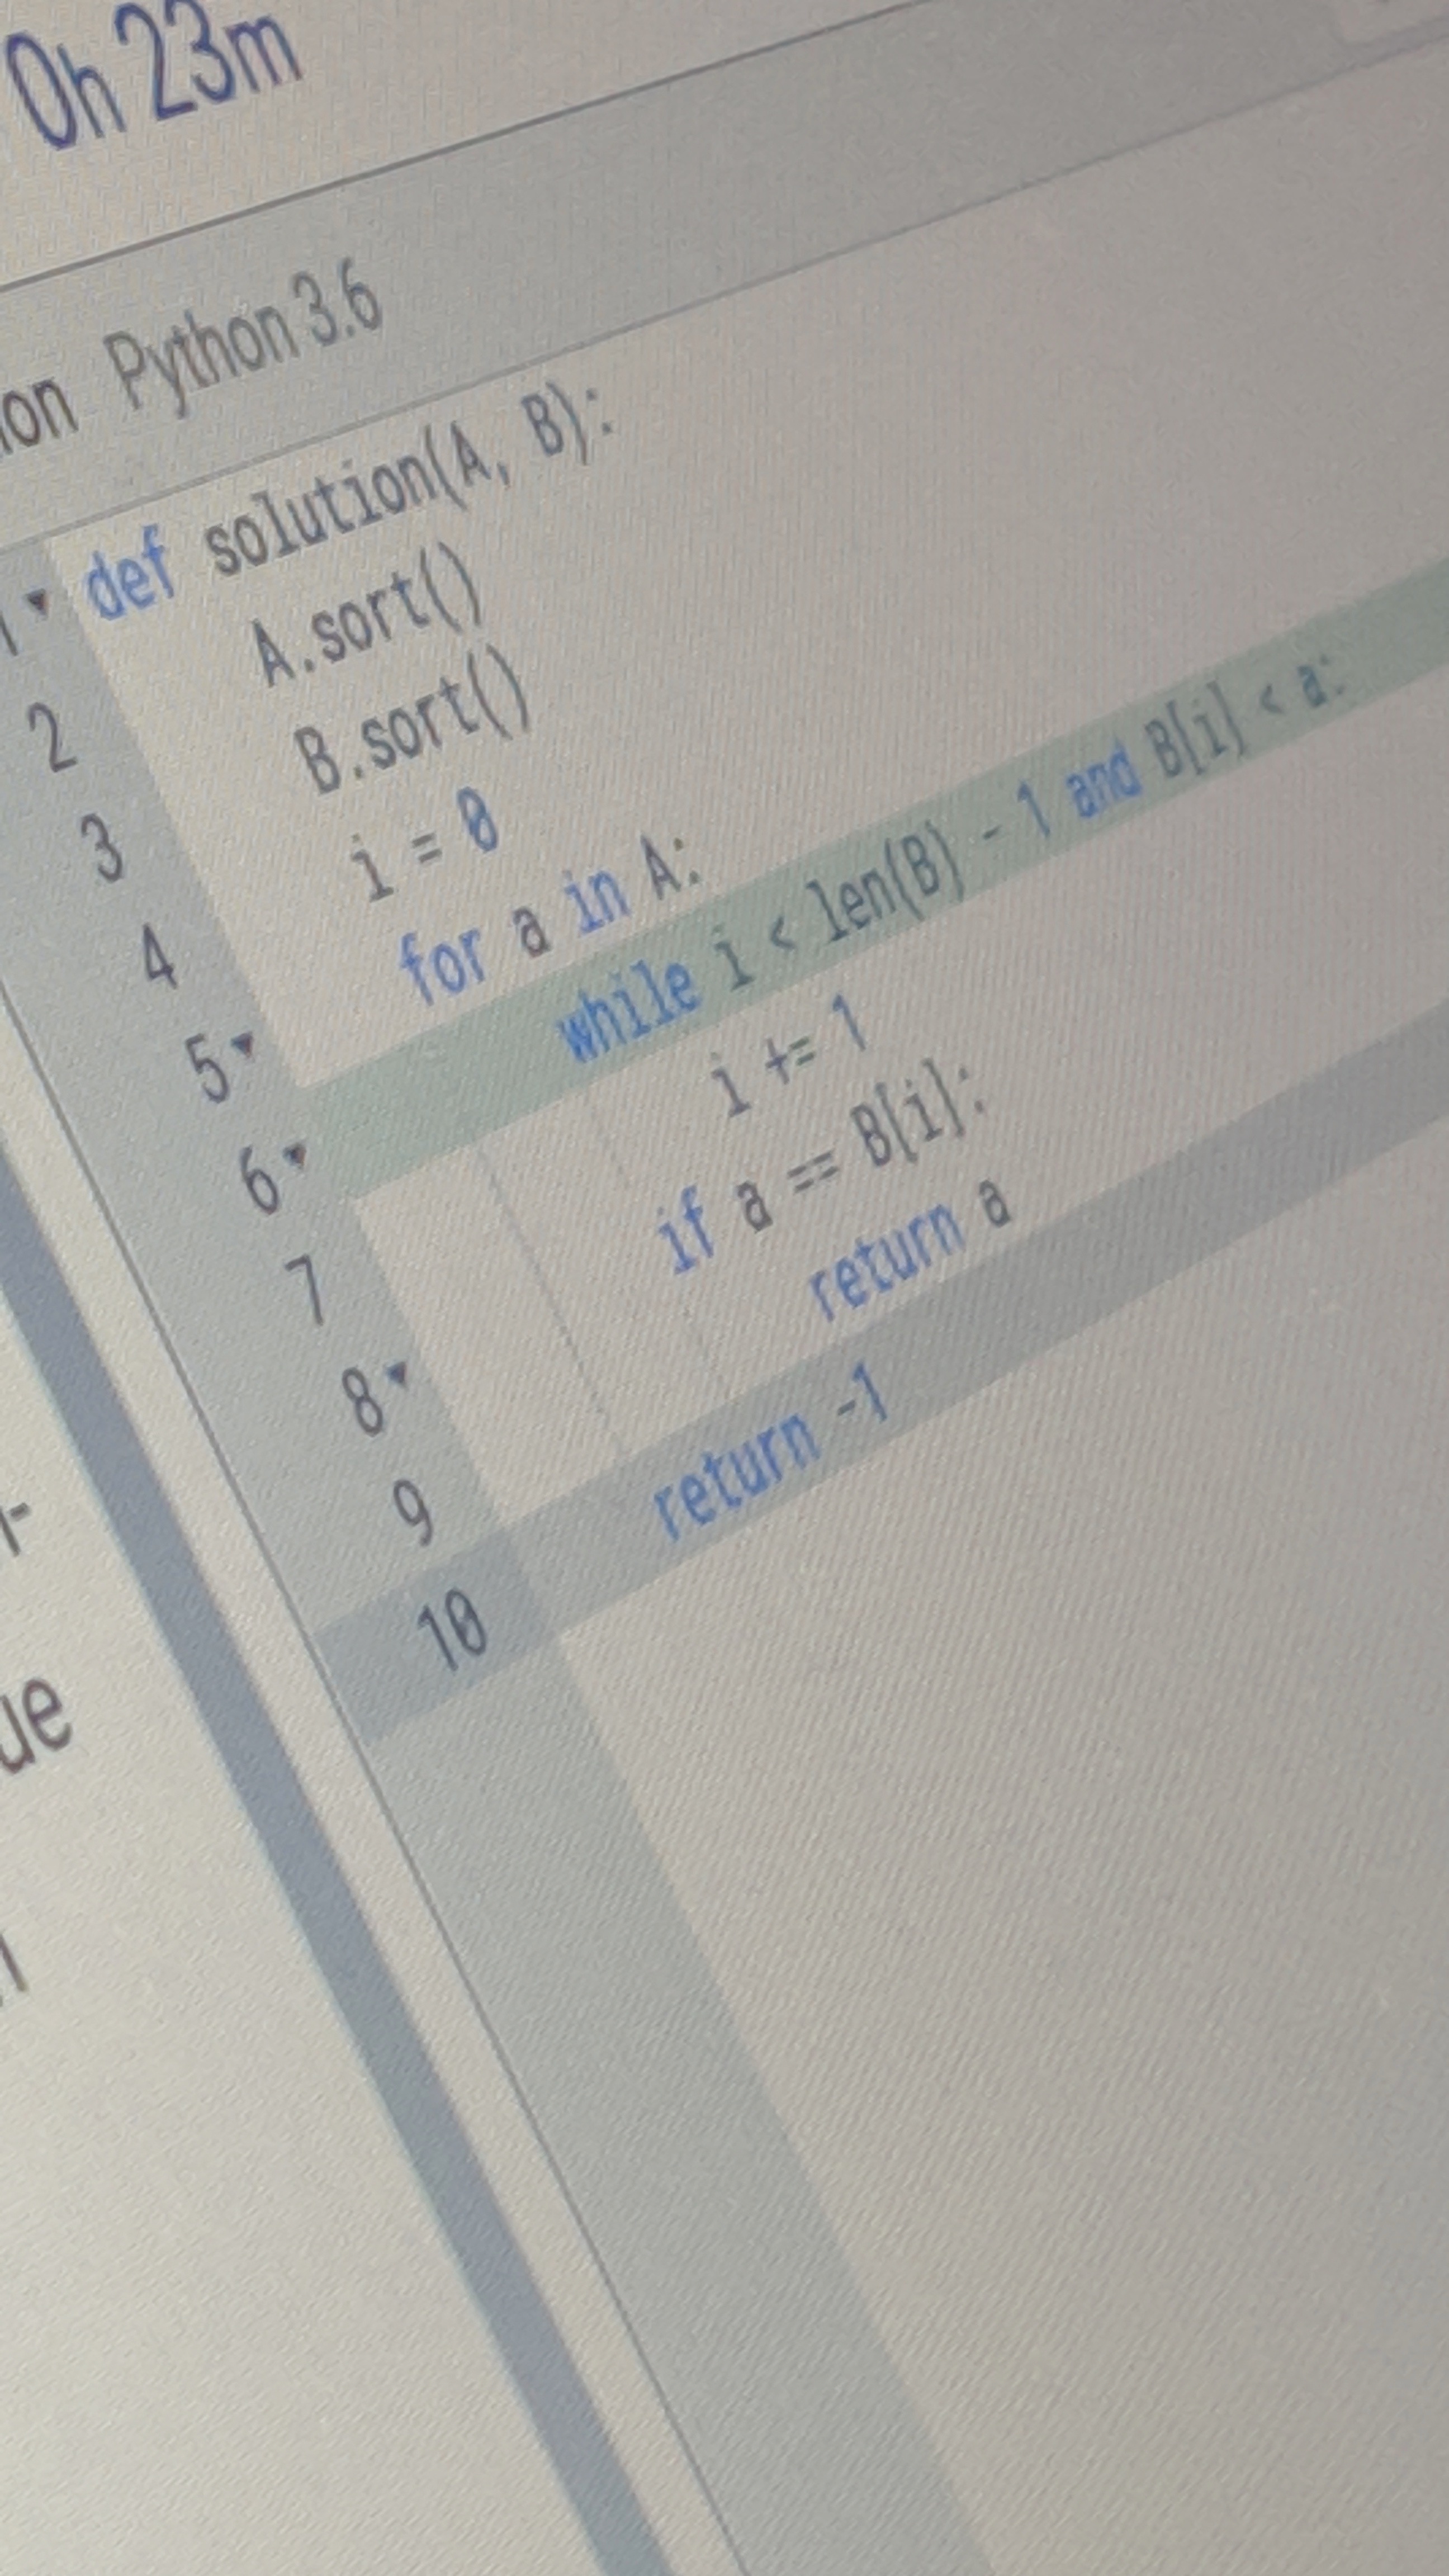 0h 23m
on Python 3.6
1 def solution(A, B):
2 A.sort()
3 B.sort()
4 i = 0
5 for a in A:
6 while i < len(B) - 1 and B[i] < a:
7 i += 1
8 if a == B[i]:
9 return a
10 return -1
ue